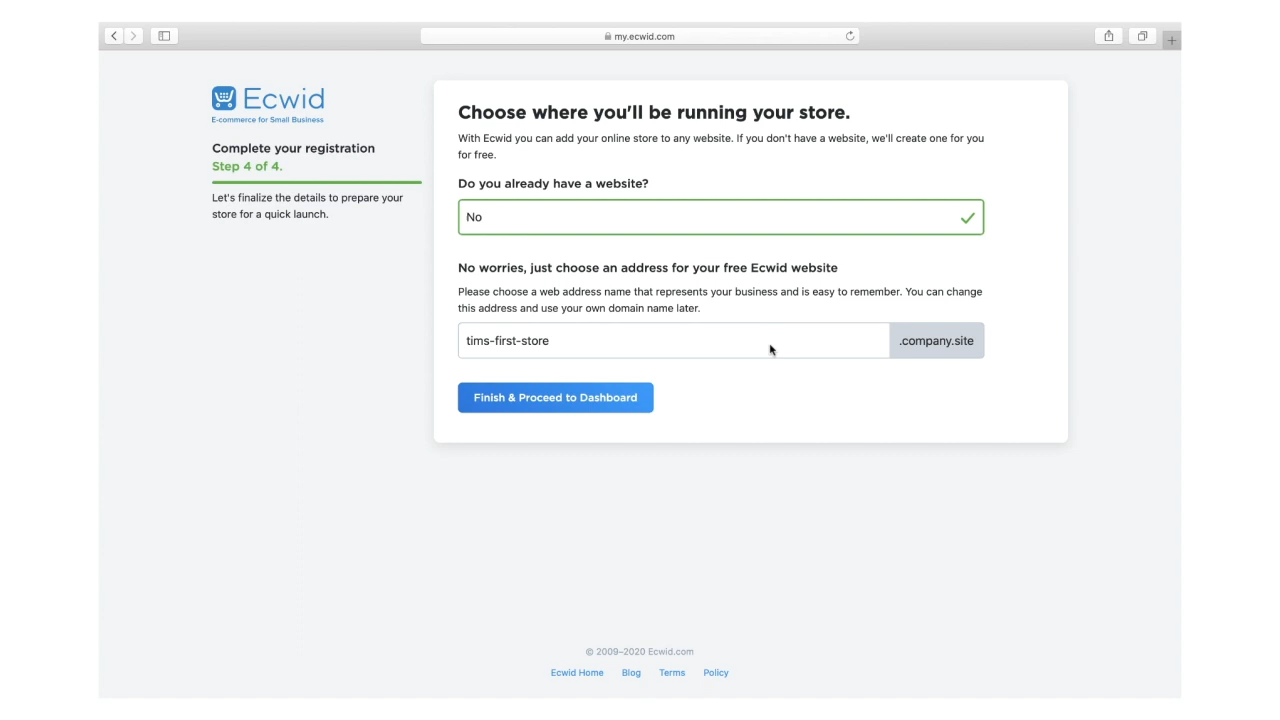 my.ecwid.com
Ecwid
E-commerce for Small Business
Complete your registration
Step 4 of 4.
Let's finalize the details to prepare your
store for a quick launch.
Choose where you'll be running your store.
With Ecwid you can add your online store to any website. If you don't have a website, we'll create one for you
for free.
Do you already have a website?
No
No worries, just choose an address for your free Ecwid website
Please choose a web address name that represents your business and is easy to remember. You can change
this address and use your own domain name later.
tims-first-store .company.site
Finish & Proceed to Dashboard
© 2009–2020 Ecwid.com
Ecwid Home Blog Terms Policy